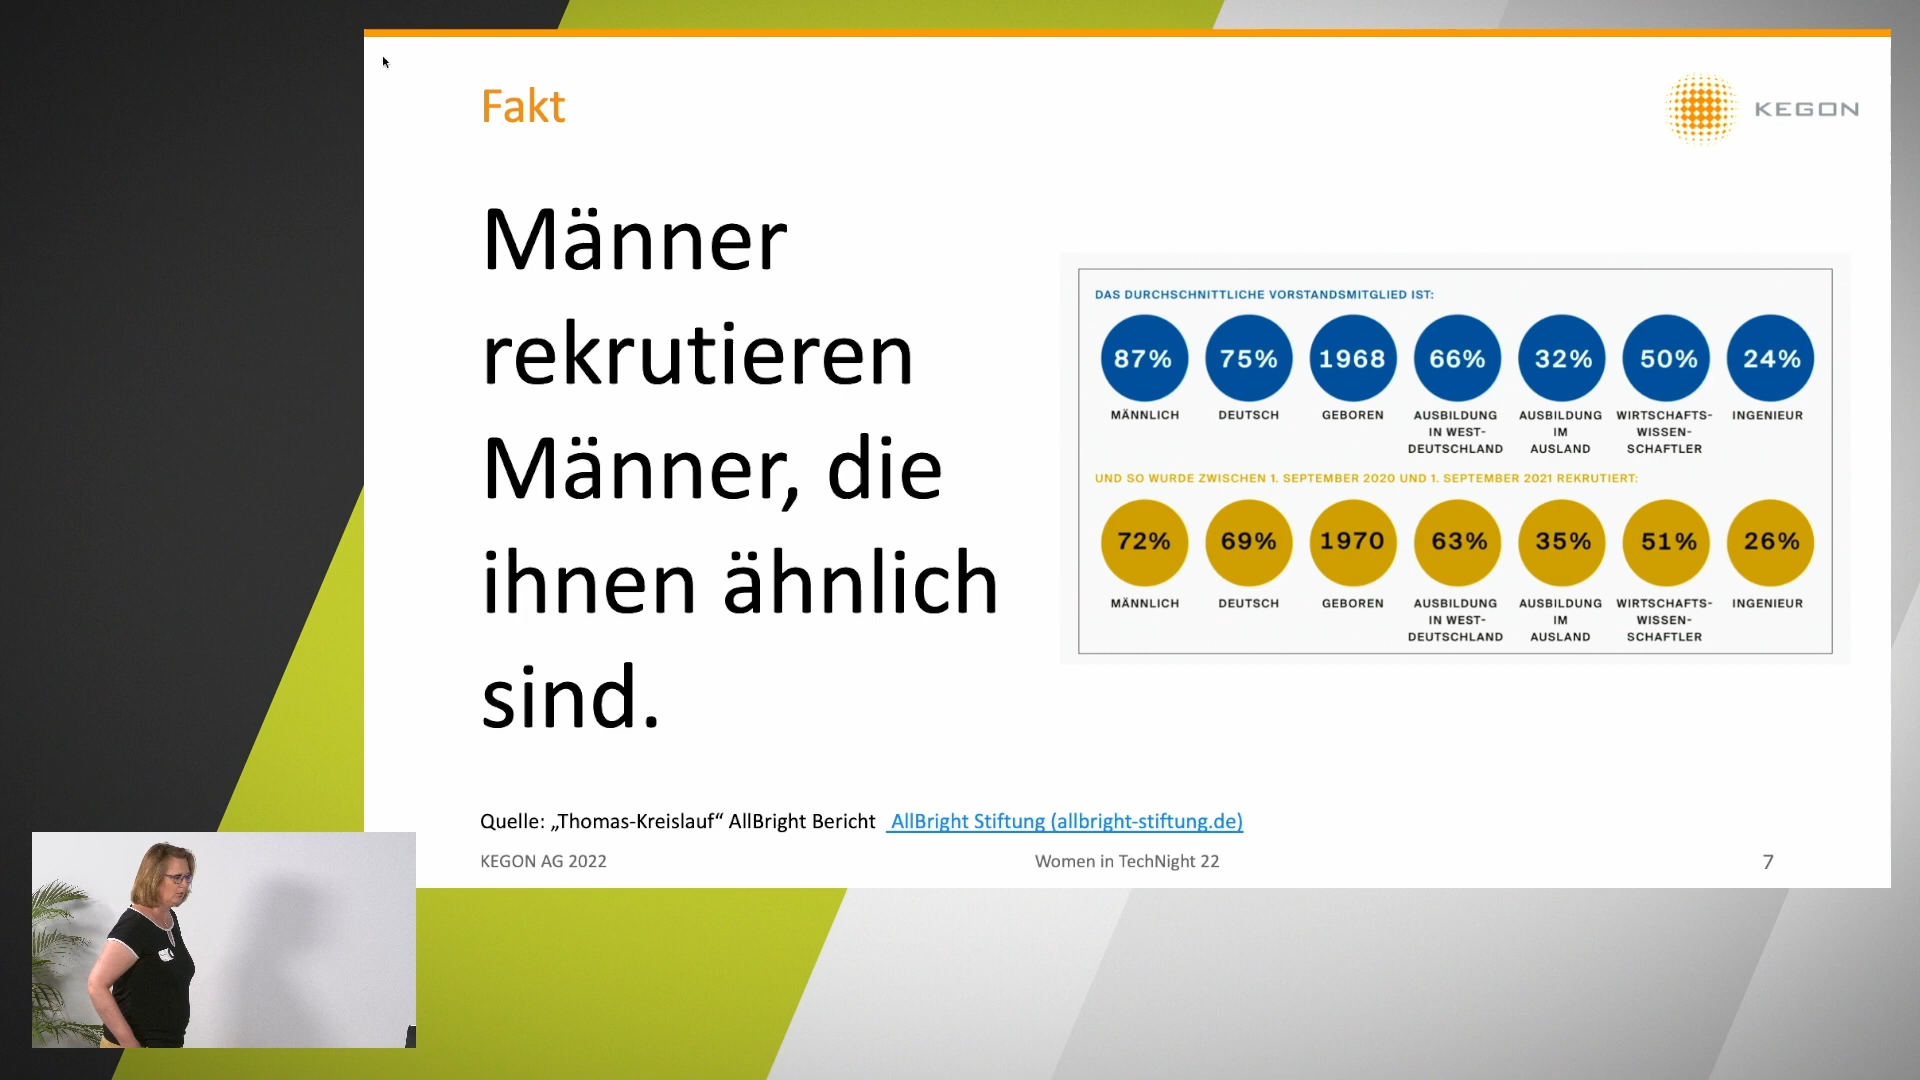 Fakt
KEGON
Männer
rekrutieren
Männer, die
ihnen ähnlich
sind.
DAS DURCHSCHNITTLICHE VORSTANDSMITGLIED IST:
87% 75% 1968 66% 32% 50% 24%
MÄNNLICH DEUTSCH GEBOREN AUSBILDUNG AUSBILDUNG WIRTSCHAFTS- INGENIEUR
IN WEST- IM WISSEN-
DEUTSCHLAND AUSLAND SCHAFTLER
UND SO WURDE ZWISCHEN 1. SEPTEMBER 2020 UND 1. SEPTEMBER 2021 REKRUTIERT:
72% 69% 1970 63% 35% 51% 26%
MÄNNLICH DEUTSCH GEBOREN AUSBILDUNG AUSBILDUNG WIRTSCHAFTS- INGENIEUR
IN WEST- IM WISSEN-
DEUTSCHLAND AUSLAND SCHAFTLER
Quelle: „Thomas-Kreislauf“ AllBright Bericht AllBright Stiftung (allbright-stiftung.de)
KEGON AG 2022 Women in TechNight 22 7